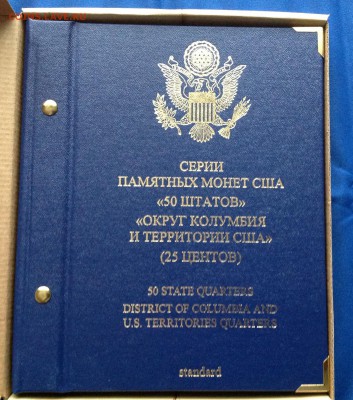 СЕРИИ
ПАМЯТНЫХ МОНЕТ США
«50 ШТАТОВ»
«ОКРУГ КОЛУМБИЯ
И ТЕРРИТОРИИ США»
(25 ЦЕНТОВ)
50 STATE QUARTERS
DISTRICT OF COLUMBIA AND
U.S. TERRITORIES QUARTERS
standard